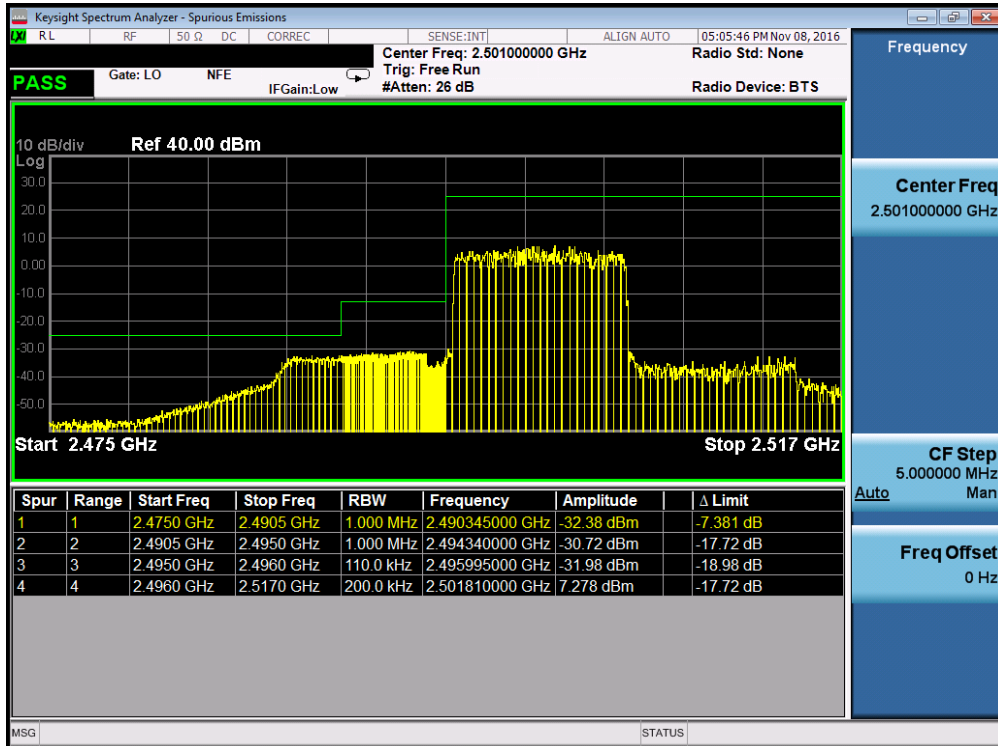 Keysight Spectrum Analyzer - Spurious Emissions
LXI RL RF 50 Ω DC CORREC SENSE:INT ALIGN AUTO 05:05:46 PM Nov 08, 2016
Center Freq: 2.501000000 GHz Radio Std: None
PASS Gate: LO NFE Trig: Free Run
IFGain:Low #Atten: 26 dB Radio Device: BTS
10 dB/div Ref 40.00 dBm
Log
30.0
20.0
10.0
0.00
-10.0
-20.0
-30.0
-40.0
-50.0
Start 2.475 GHz Stop 2.517 GHz
Spur Range Start Freq Stop Freq RBW Frequency Amplitude Δ Limit
1 1 2.4750 GHz 2.4905 GHz 1.000 MHz 2.490345000 GHz -32.38 dBm -7.381 dB
2 2 2.4905 GHz 2.4950 GHz 1.000 MHz 2.494340000 GHz -30.72 dBm -17.72 dB
3 3 2.4950 GHz 2.4960 GHz 110.0 kHz 2.495995000 GHz -31.98 dBm -18.98 dB
4 4 2.4960 GHz 2.5170 GHz 200.0 kHz 2.501810000 GHz 7.278 dBm -17.72 dB
MSG STATUS
Frequency
Center Freq
2.501000000 GHz
CF Step
5.000000 MHz
Auto Man
Freq Offset
0 Hz